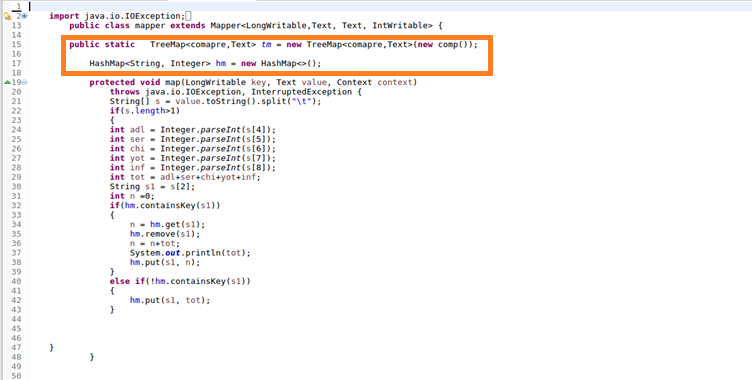 1
2 import java.io.IOException;
13 public class mapper extends Mapper<LongWritable,Text, Text, IntWritable> {
14
15 public static TreeMap<comapre,Text> tm = new TreeMap<comapre,Text>(new comp());
16
17 HashMap<String, Integer> hm = new HashMap<>();
18
19 protected void map(LongWritable key, Text value, Context context)
20 throws java.io.IOException, InterruptedException {
21 String[] s = value.toString().split("\t");
22 if(s.length>1)
23 {
24 int adl = Integer.parseInt(s[4]);
25 int ser = Integer.parseInt(s[5]);
26 int chi = Integer.parseInt(s[6]);
27 int yot = Integer.parseInt(s[7]);
28 int inf = Integer.parseInt(s[8]);
29 int tot = adl+ser+chi+yot+inf;
30 String s1 = s[2];
31 int n =0;
32 if(hm.containsKey(s1))
33 {
34 n = hm.get(s1);
35 hm.remove(s1);
36 n = n+tot;
37 System.out.println(tot);
38 hm.put(s1, n);
39 }
40 else if(!hm.containsKey(s1))
41 {
42 hm.put(s1, tot);
43 }
44
45
46
47 }
48 }
49
50